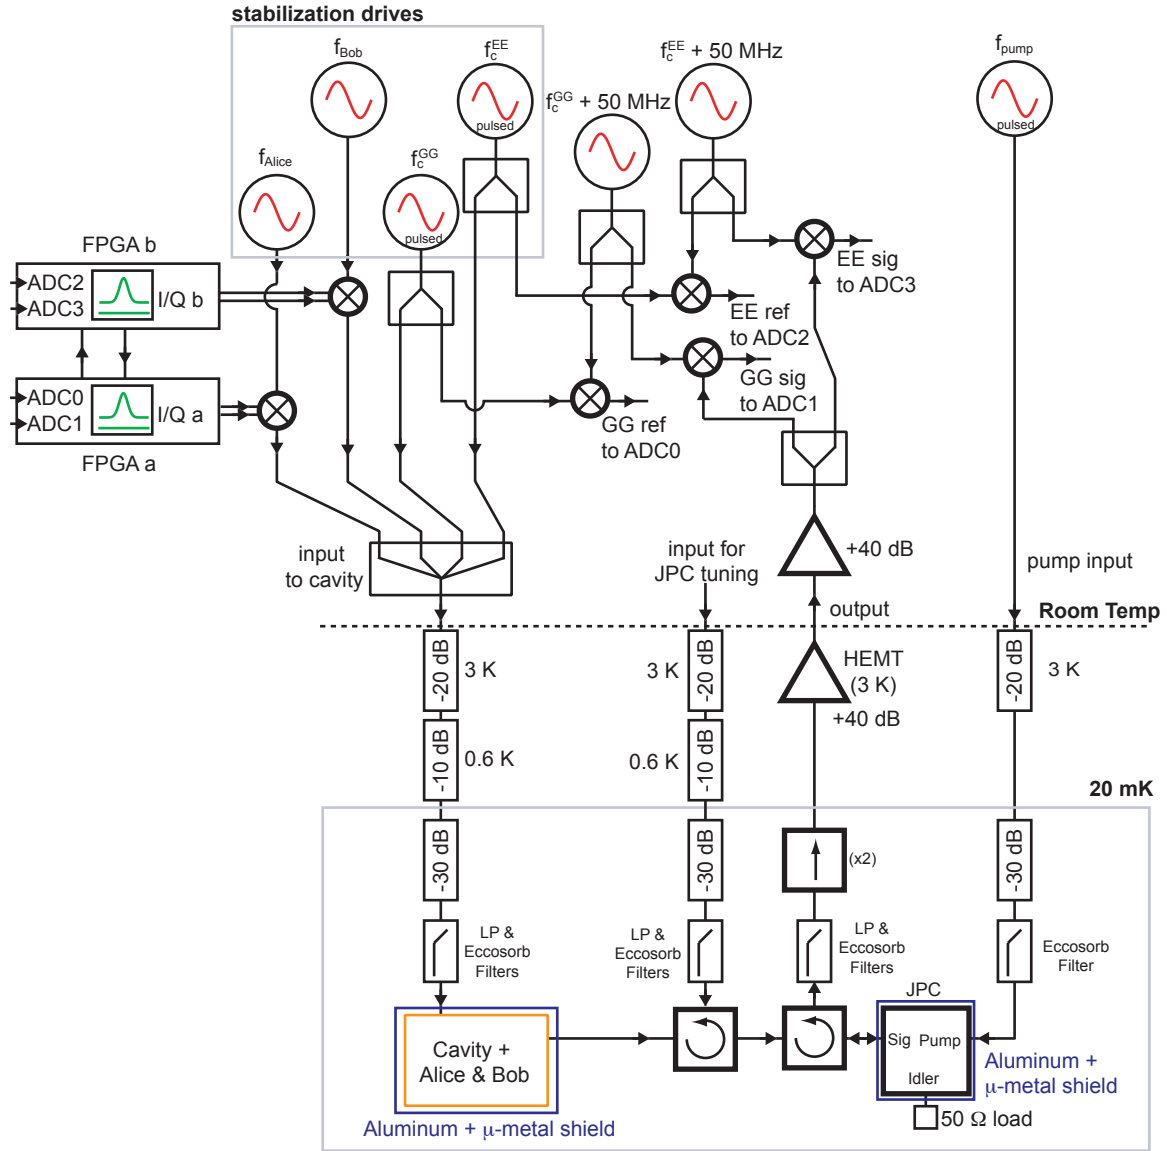 stabilization drives
f_Bob
f_c^EE
f_c^EE + 50 MHz
f_pump
pulsed
pulsed
f_c^GG + 50 MHz
f_Alice
f_c^GG
pulsed
FPGA b
ADC2
ADC3
I/Q b
EE sig
to ADC3
EE ref
to ADC2
ADC0
ADC1
I/Q a
FPGA a
GG sig
to ADC1
GG ref
to ADC0
input
to cavity
input for
JPC tuning
+40 dB
output
pump input
Room Temp
-20 dB
3 K
3 K
-20 dB
HEMT
(3 K)
+40 dB
-20 dB
3 K
-10 dB
0.6 K
0.6 K
-10 dB
20 mK
-30 dB
-30 dB
(x2)
-30 dB
LP &
Eccosorb
Filters
LP &
Eccosorb
Filters
LP &
Eccosorb
Filters
Eccosorb
Filter
JPC
Cavity +
Alice & Bob
Sig
Pump
Idler
Aluminum +
μ-metal shield
50 Ω load
Aluminum + μ-metal shield